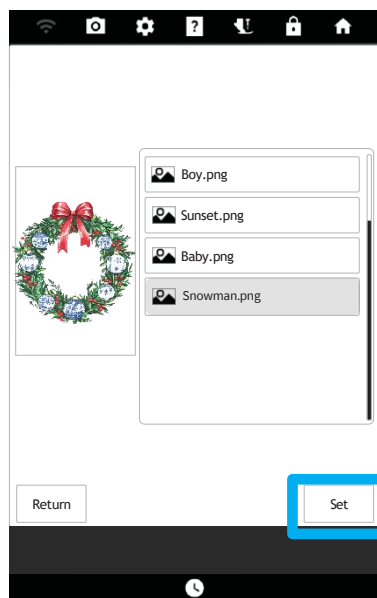 ?
Boy.png
Sunset.png
Baby.png
Snowman.png
Return
Set